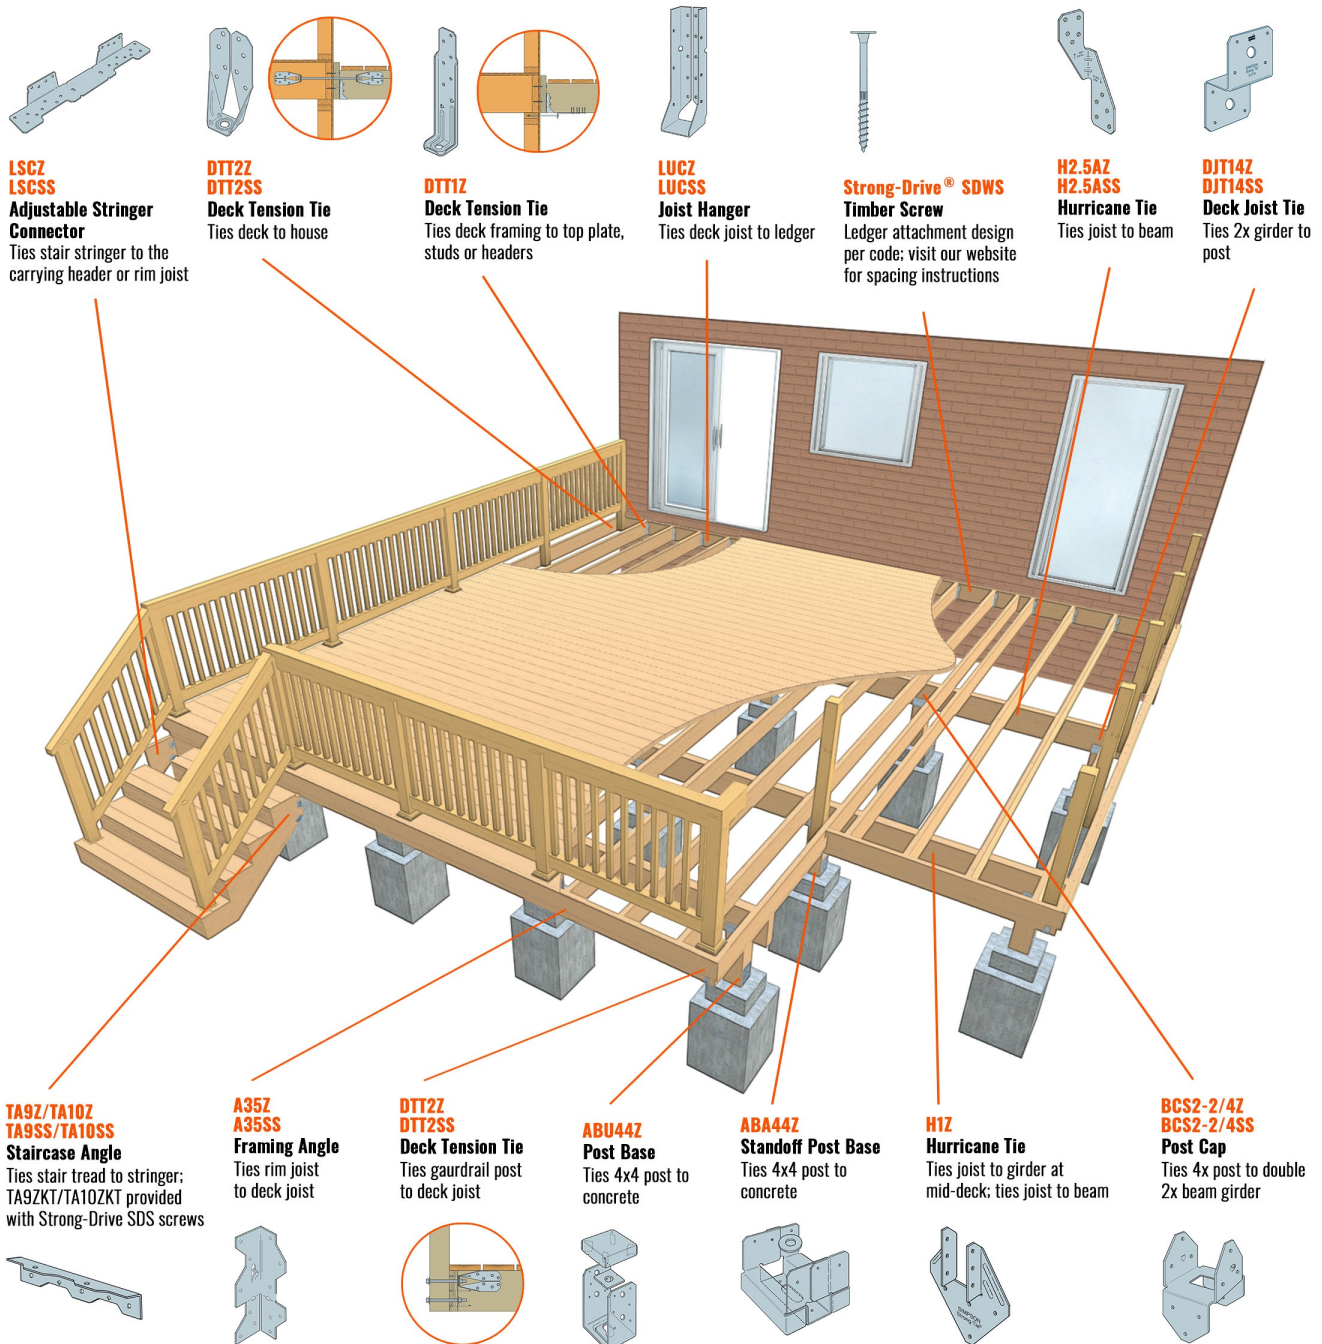 LSCZ
LSCSS
Adjustable Stringer
Connector
Ties stair stringer to the
carrying header or rim joist
DTT2Z
DTT2SS
Deck Tension Tie
Ties deck to house
DTT1Z
Deck Tension Tie
Ties deck framing to top plate,
studs or headers
LUCZ
LUCSS
Joist Hanger
Ties deck joist to ledger
Strong-Drive® SDWS
Timber Screw
Ledger attachment design
per code; visit our website
for spacing instructions
H2.5AZ
H2.5ASS
Hurricane Tie
Ties joist to beam
DJT14Z
DJT14SS
Deck Joist Tie
Ties 2x girder to
post
TA9Z/TA10Z
TA9SS/TA10SS
Staircase Angle
Ties stair tread to stringer;
TA9ZKT/TA10ZKT provided
with Strong-Drive SDS screws
A35Z
A35SS
Framing Angle
Ties rim joist
to deck joist
DTT2Z
DTT2SS
Deck Tension Tie
Ties gaurdrail post
to deck joist
ABU44Z
Post Base
Ties 4x4 post to
concrete
ABA44Z
Standoff Post Base
Ties 4x4 post to
concrete
H1Z
Hurricane Tie
Ties joist to girder at
mid-deck; ties joist to beam
BCS2-2/4Z
BCS2-2/4SS
Post Cap
Ties 4x post to double
2x beam girder
SIMPSON
Strong-Tie